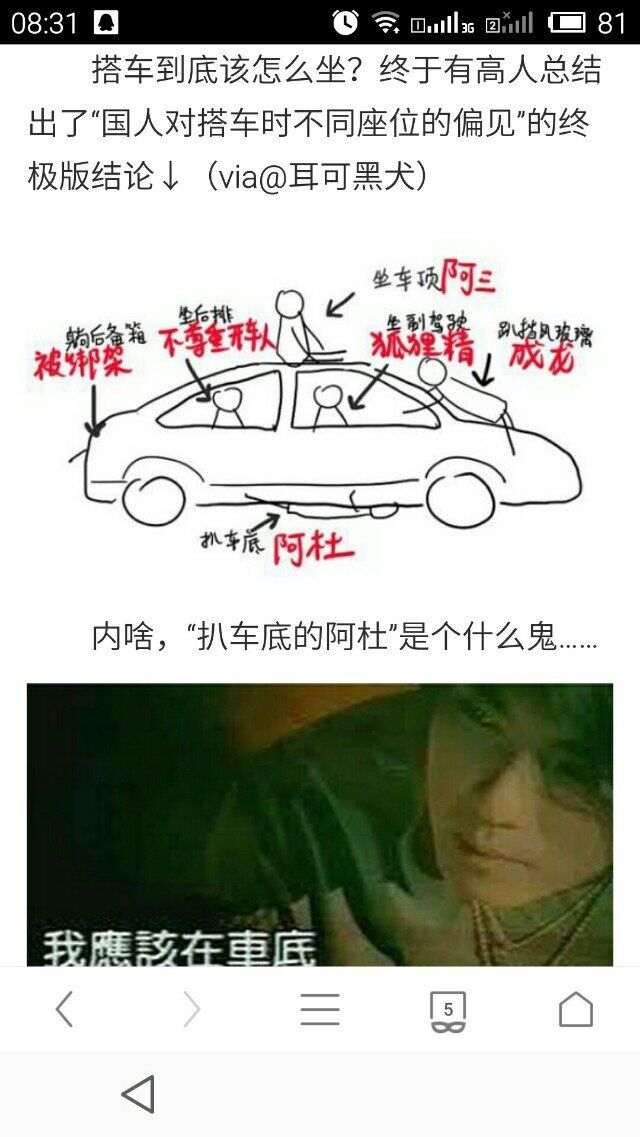 08:31
3G
81
搭车到底该怎么坐？终于有高人总结
出了“国人对搭车时不同座位的偏见”的终
极版结论↓（via@耳可黑犬）
坐车顶 阿三
躺后备箱
被绑架
坐后排
不尊重开车人
坐副驾驶
狐狸精
趴挡风玻璃
成龙
扒车底 阿杜
内啥，“扒车底的阿杜”是个什么鬼......
我應該在車底
5